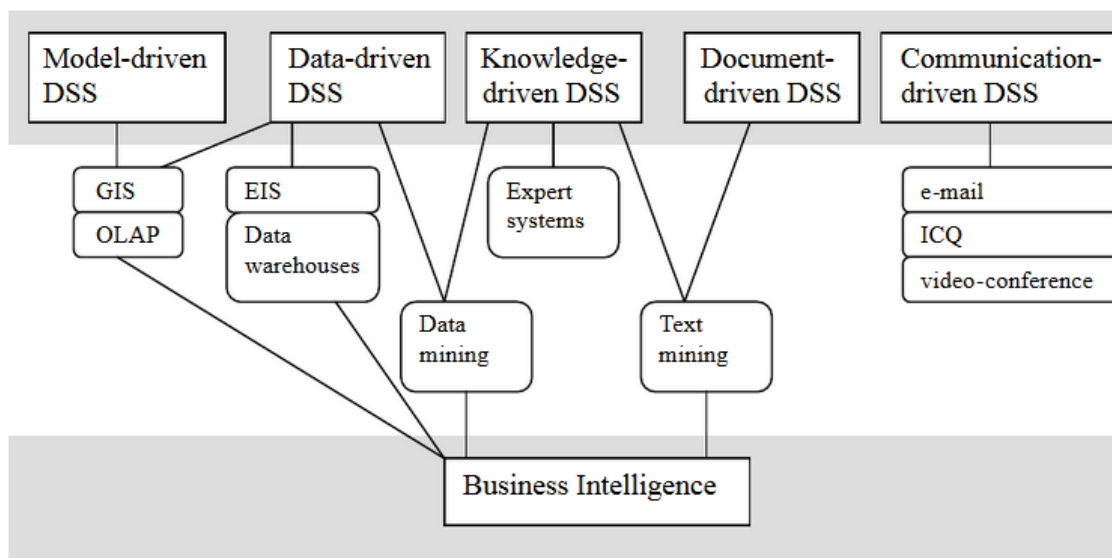 Model-driven
DSS
Data-driven
DSS
Knowledge-
driven DSS
Document-
driven DSS
Communication-
driven DSS
GIS
OLAP
EIS
Data
warehouses
Expert
systems
e-mail
ICQ
video-conference
Data
mining
Text
mining
Business Intelligence